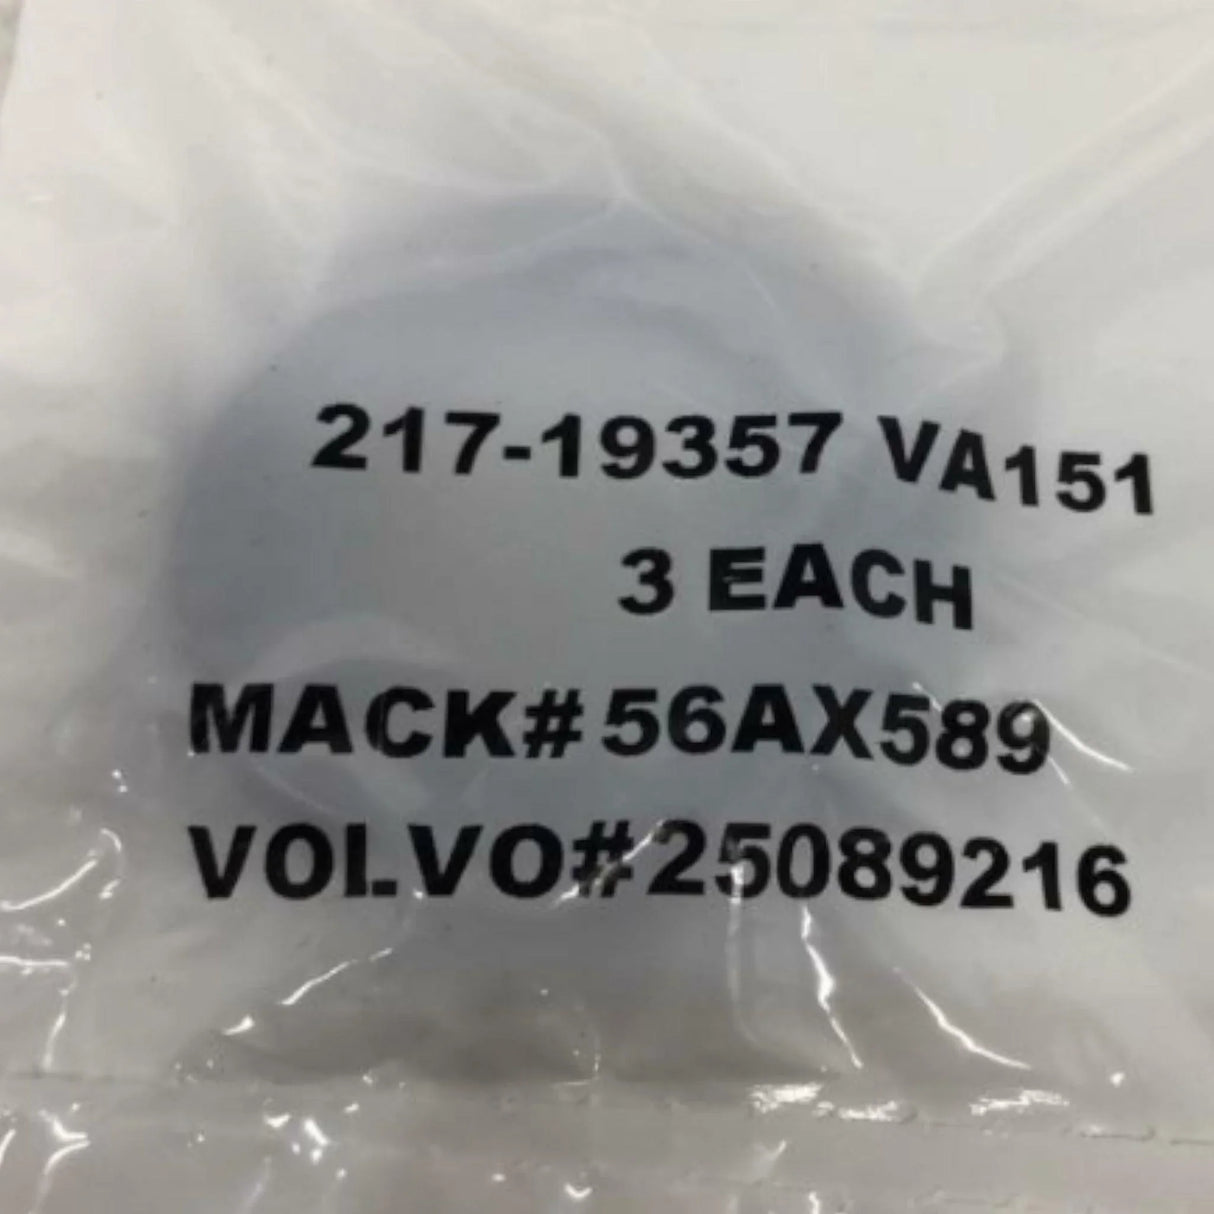 217-19357 VA151
3 EACH
MACK#56AX589
VOLVO#25089216